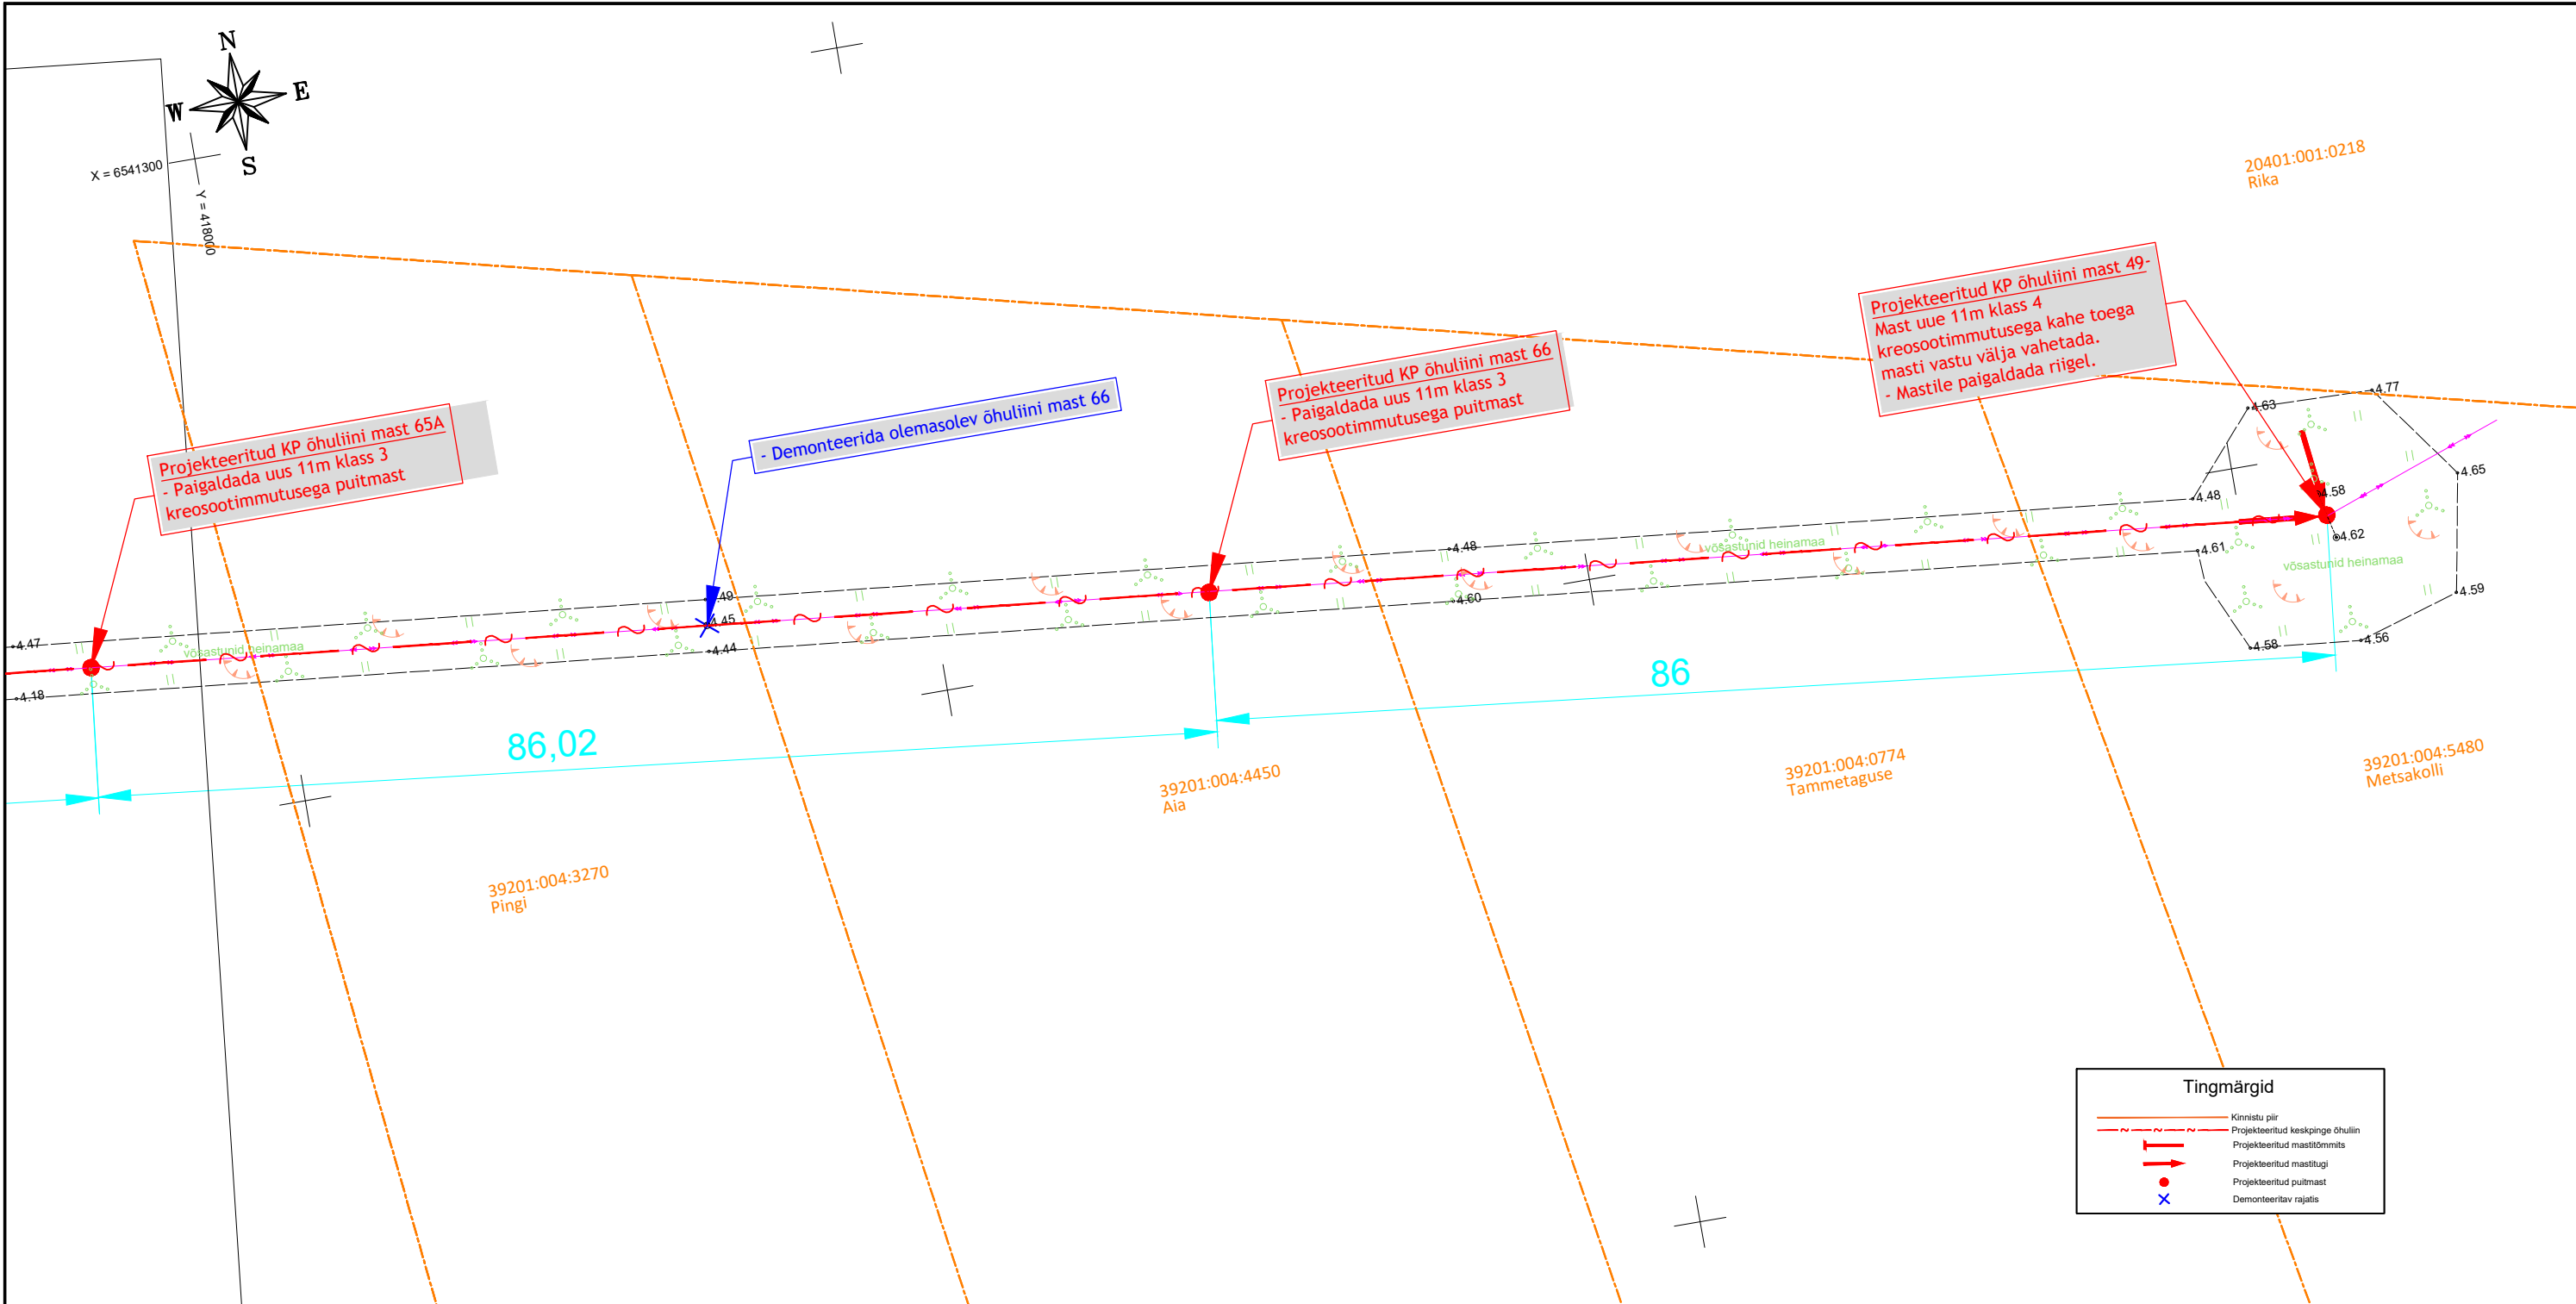 N
W
E
S
X = 6541300
Y = 418000
20401:001:0218
Rika
Projekteeritud KP õhuliini mast 49-
Mast uue 11m klass 4
kreosootimmutusega kahe toega
masti vastu välja vahetada.
- Mastile paigaldada riigel.
Projekteeritud KP õhuliini mast 66
- Paigaldada uus 11m klass 3
kreosootimmutusega puitmast
- Demonteerida olemasolev õhuliini mast 66
Projekteeritud KP õhuliini mast 65A
- Paigaldada uus 11m klass 3
kreosootimmutusega puitmast
4.77
4.63
4.65
4.48
4.58
4.62
4.61
4.48
võsastunid heinamaa
võsastunid heinamaa
4.60
4.59
4.49
4.45
4.44
4.47
võsastunid heinamaa
4.58
4.56
4.18
86
86,02
39201:004:5480
Metsakolli
39201:004:0774
Tammetaguse
39201:004:4450
Aia
39201:004:3270
Pingi
Tingmärgid
Kinnistu piir
Projekteeritud keskpinge õhuliin
Projekteeritud mastitõmmits
Projekteeritud mastitugi
Projekteeritud puitmast
Demonteeritav rajatis